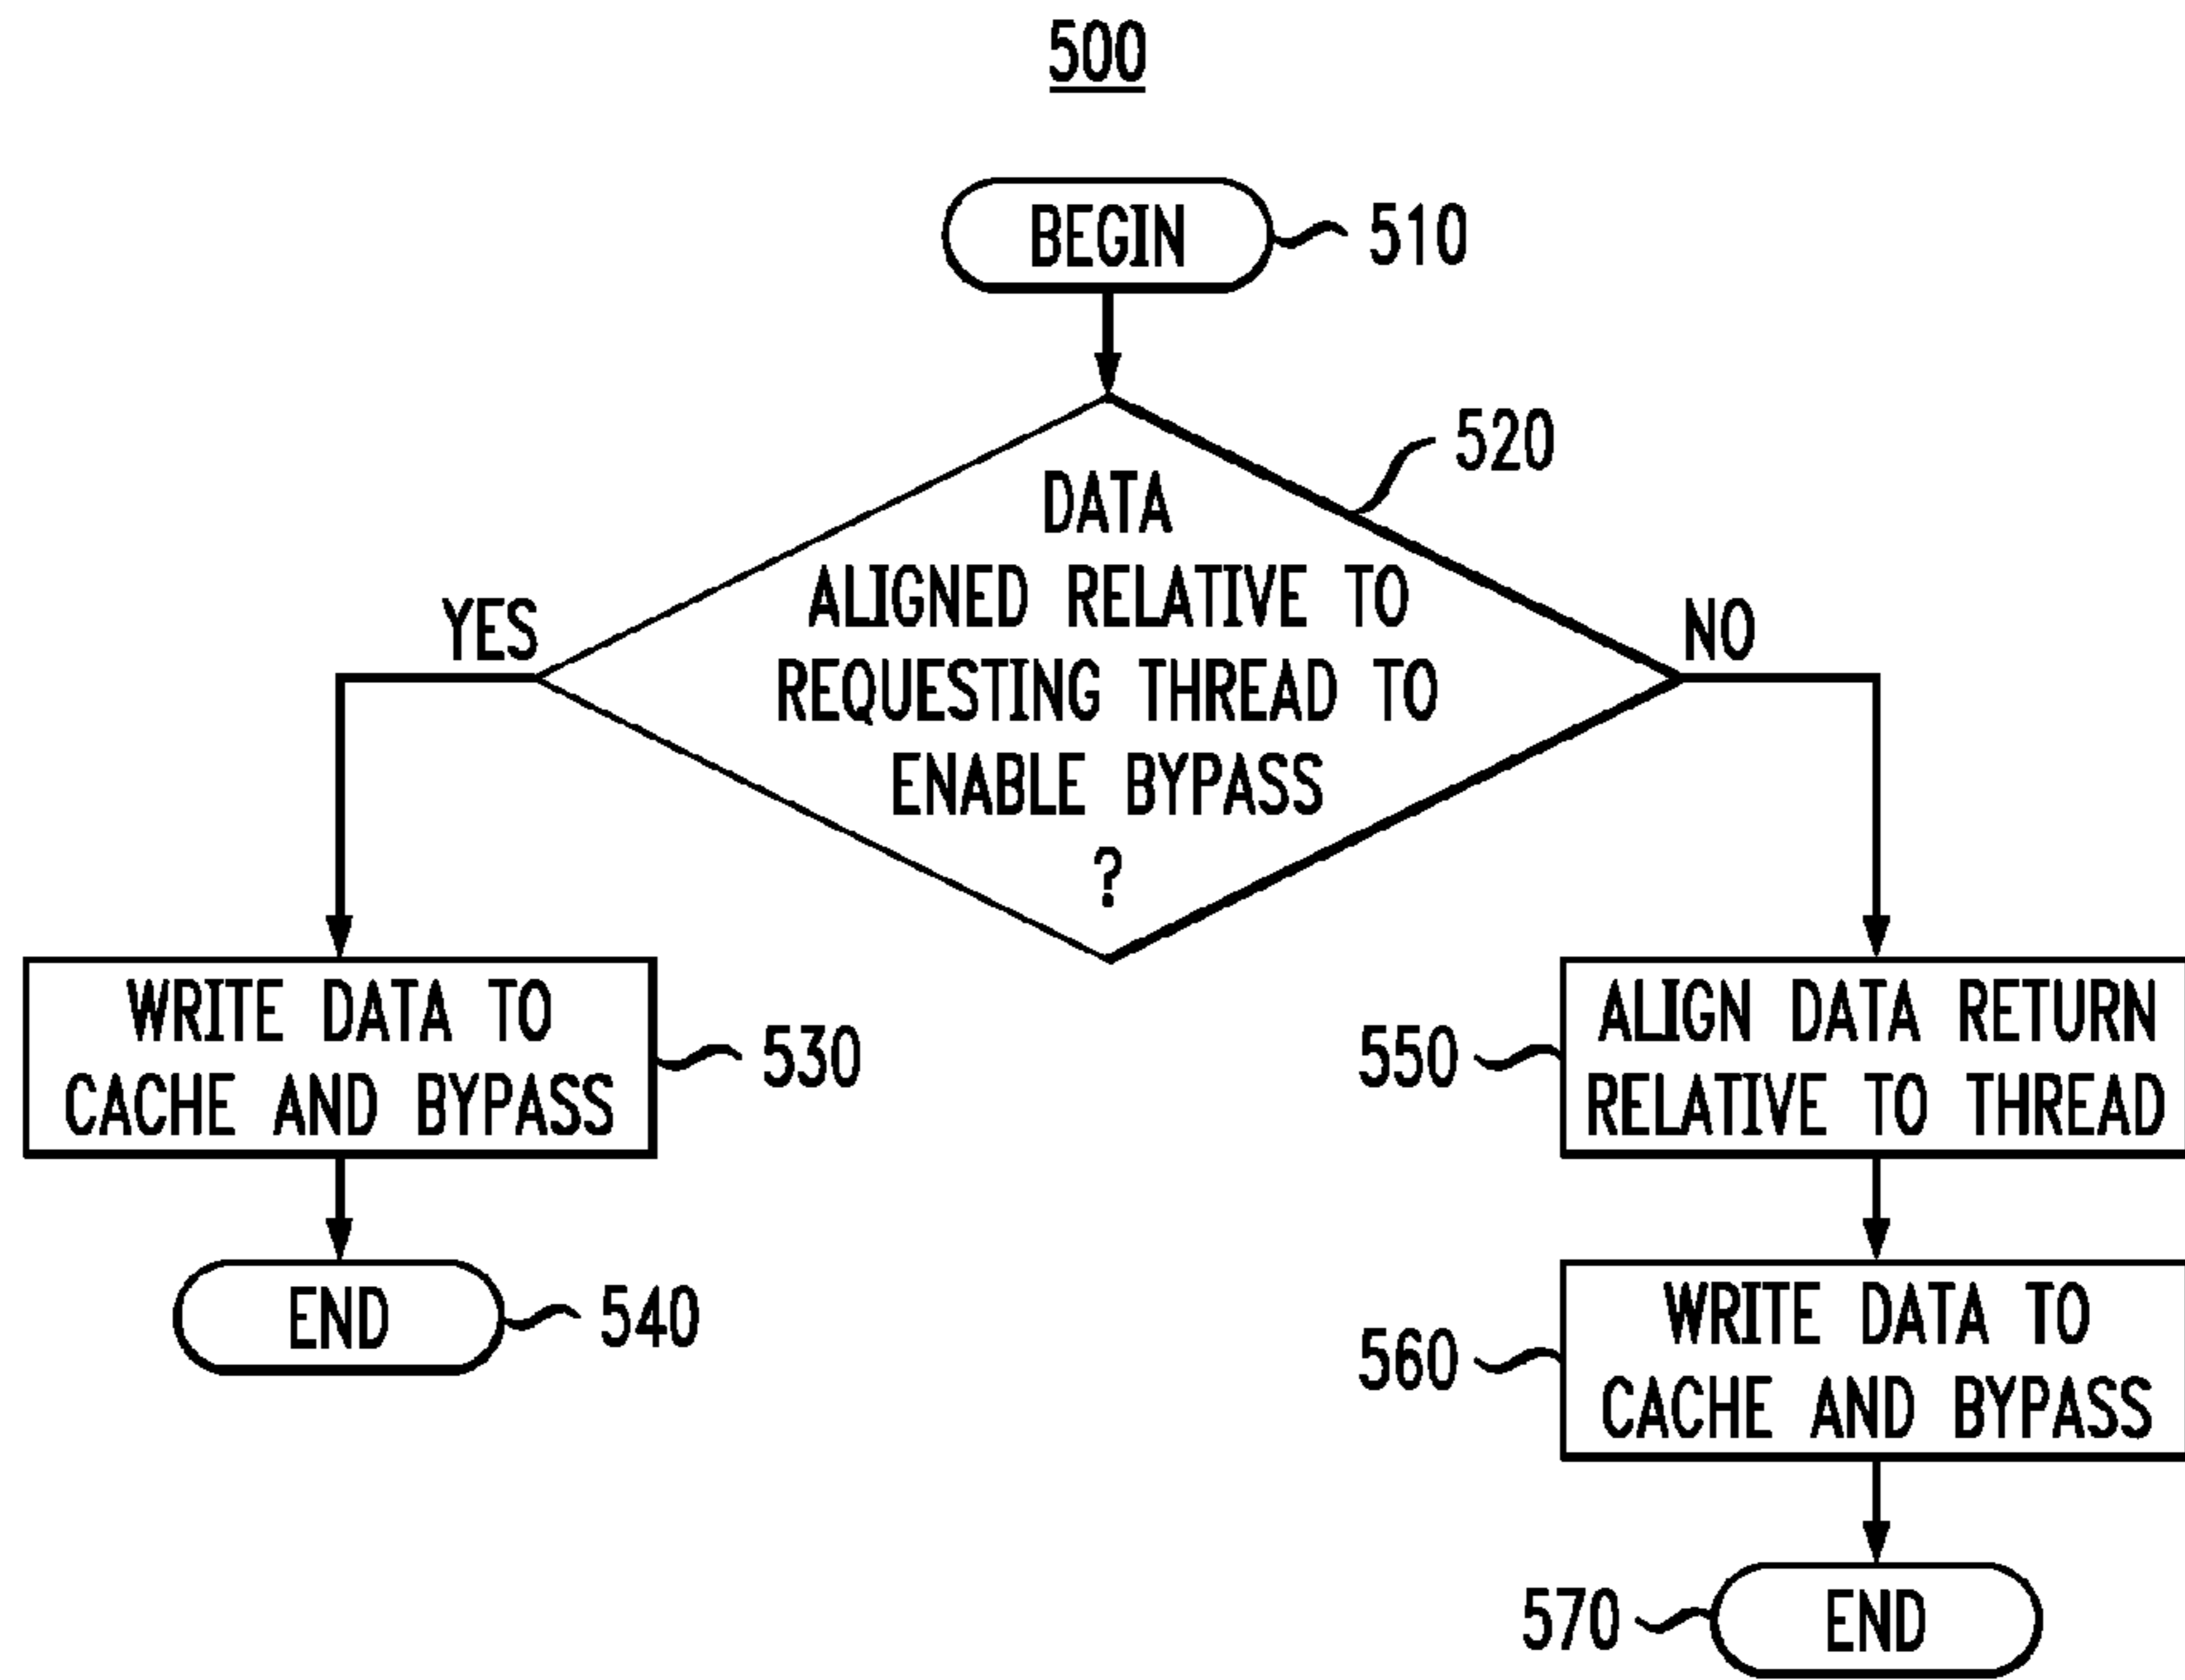 500
BEGIN
510
520
DATA
ALIGNED RELATIVE TO
REQUESTING THREAD TO
ENABLE BYPASS
?
YES
NO
WRITE DATA TO
CACHE AND BYPASS
530
END
540
550
ALIGN DATA RETURN
RELATIVE TO THREAD
560
WRITE DATA TO
CACHE AND BYPASS
570
END